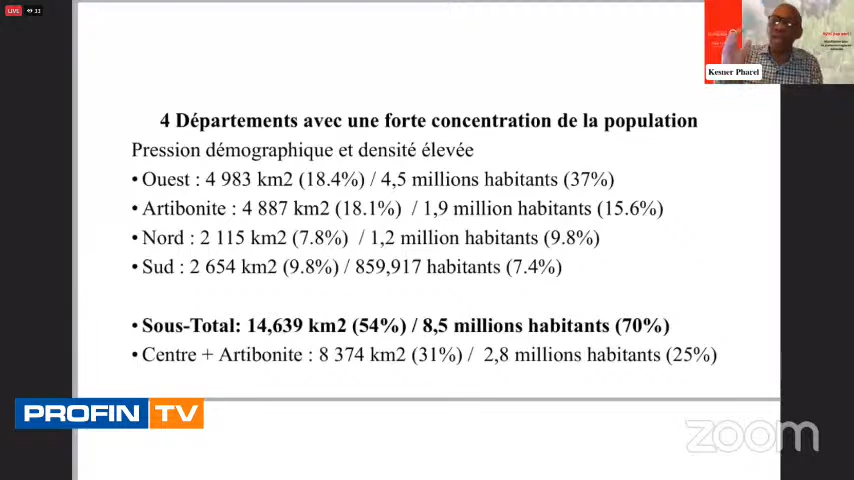 LIVE 33
4 Départements avec une forte concentration de la population
Pression démographique et densité élevée
• Ouest : 4 983 km2 (18.4%) / 4,5 millions habitants (37%)
• Artibonite : 4 887 km2 (18.1%) / 1,9 million habitants (15.6%)
• Nord : 2 115 km2 (7.8%) / 1,2 million habitants (9.8%)
• Sud : 2 654 km2 (9.8%) / 859,917 habitants (7.4%)
• Sous-Total: 14,639 km2 (54%) / 8,5 millions habitants (70%)
• Centre + Artibonite : 8 374 km2 (31%) / 2,8 millions habitants (25%)
Kesner Pharel
PROFIN TV
zoom